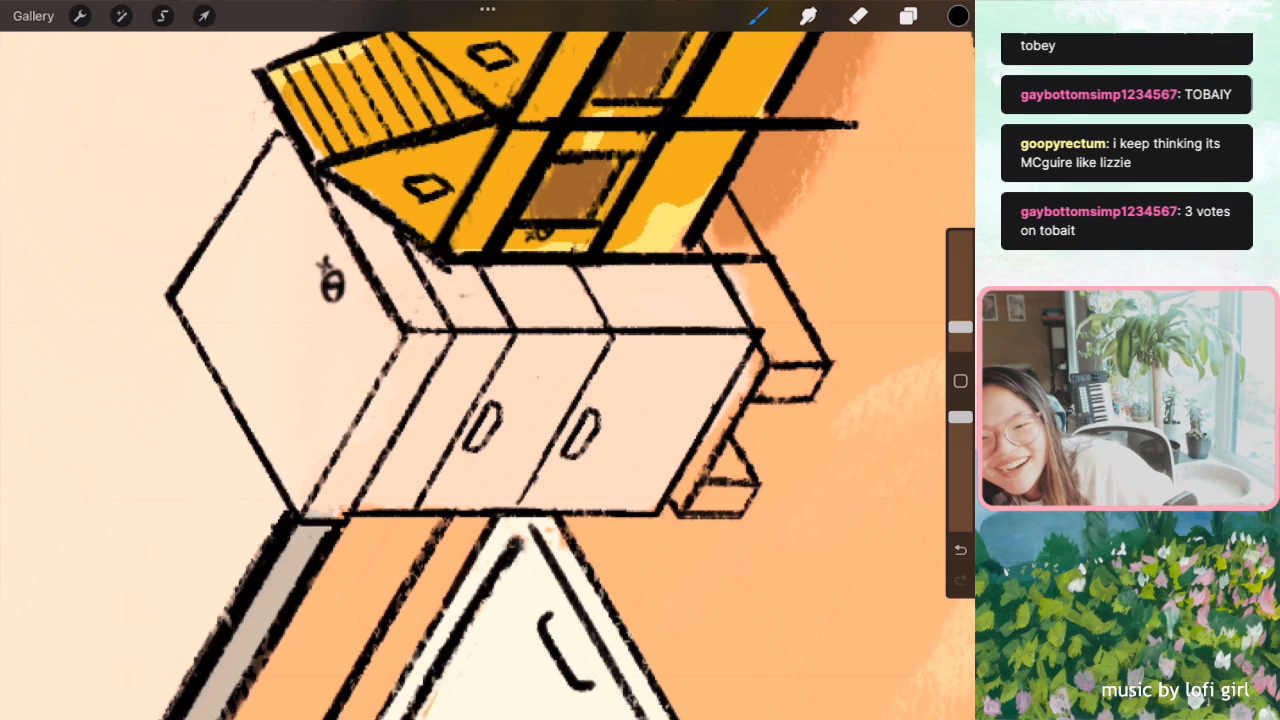 Gallery
tobey
gaybottomsimp1234567: TOBAIY
goopyrectum: i keep thinking its
MCguire like lizzie
gaybottomsimp1234567: 3 votes
on tobait
music by lofi girl